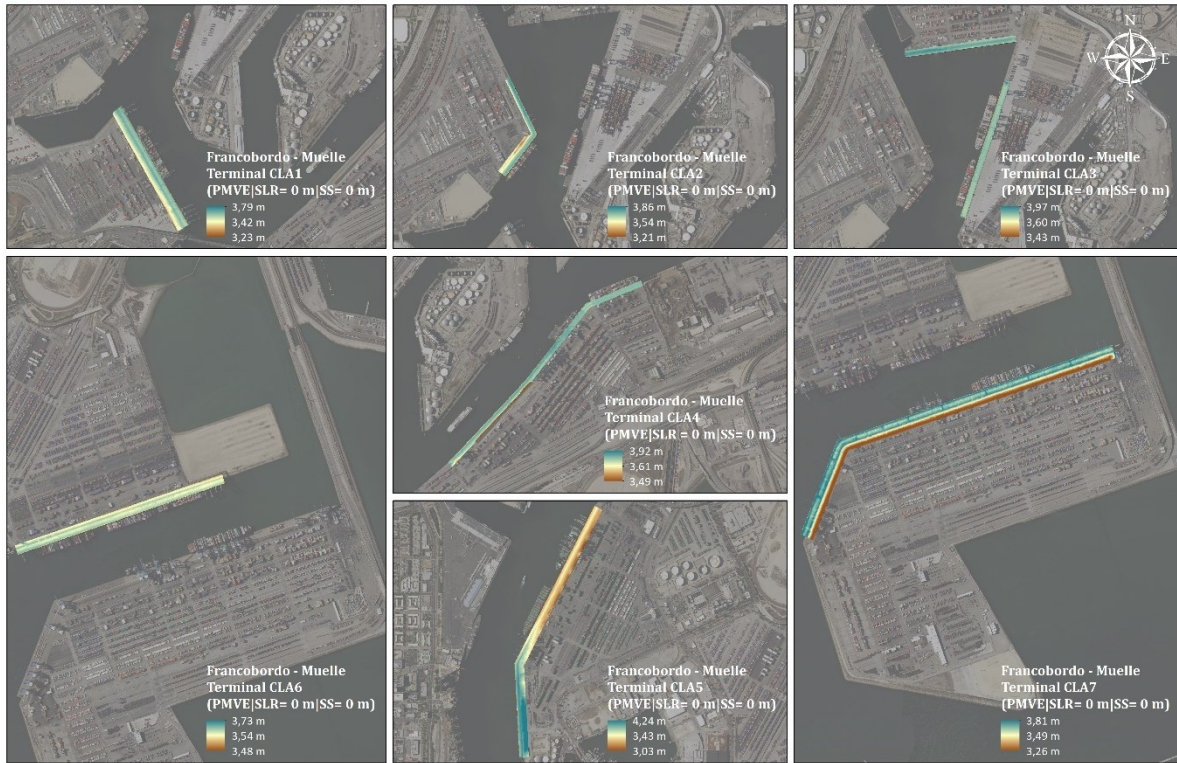 Francobordo - Muelle
Terminal CLA1
(PMVE|SLR= 0 m|SS= 0 m)
3,79 m
3,42 m
3,23 m
Francobordo - Muelle
Terminal CLA2
(PMVE|SLR= 0 m|SS= 0 m)
3,86 m
3,54 m
3,21 m
N
W
E
S
Francobordo - Muelle
Terminal CLA3
(PMVE|SLR= 0 m|SS= 0 m)
3,97 m
3,60 m
3,43 m
Francobordo - Muelle
Terminal CLA6
(PMVE|SLR= 0 m|SS= 0 m)
3,73 m
3,54 m
3,48 m
Francobordo - Muelle
Terminal CLA4
(PMVE|SLR = 0 m|SS= 0 m)
3,92 m
3,61 m
3,49 m
Francobordo - Muelle
Terminal CLA5
(PMVE|SLR= 0 m|SS= 0 m)
4,24 m
3,43 m
3,03 m
Francobordo - Muelle
Terminal CLA7
(PMVE|SLR= 0 m|SS= 0 m)
3,81 m
3,49 m
3,26 m